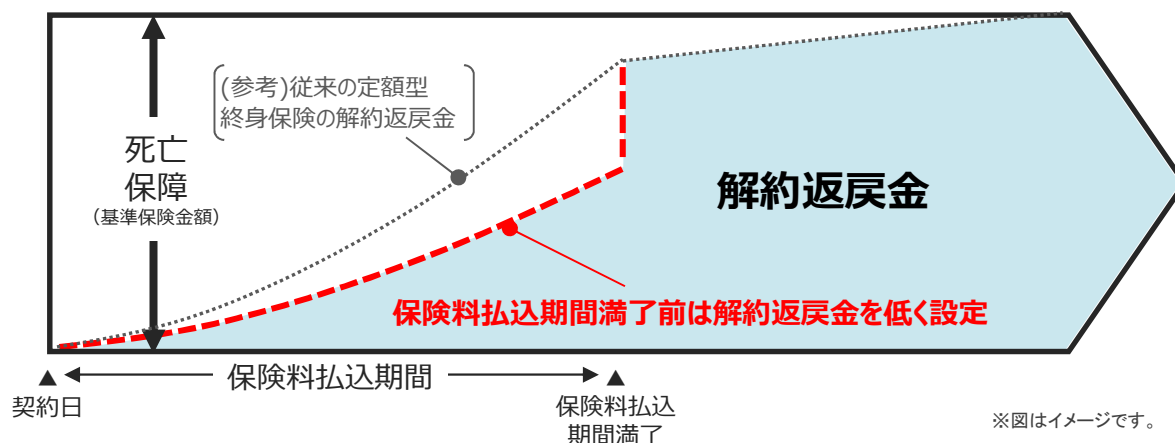 (参考)従来の定額型
終身保険の解約返戻金
死亡
保障
(基準保険金額)
解約返戻金
保険料払込期間満了前は解約返戻金を低く設定
保険料払込期間
契約日
保険料払込
期間満了
※図はイメージです。